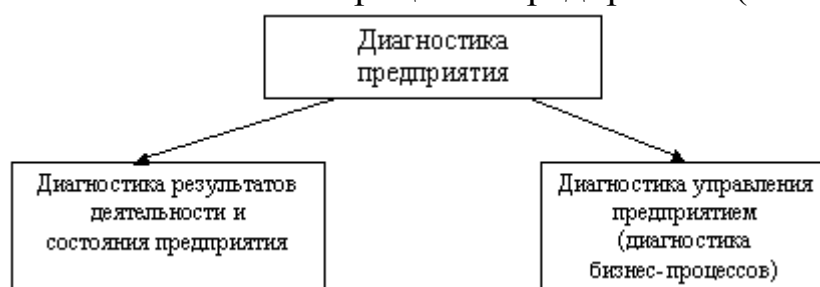 Диагностика
предприятия
Диагностика результатов
деятельности и
состояния предприятия
Диагностика управления
предприятием
(диагностика
бизнес-процессов)